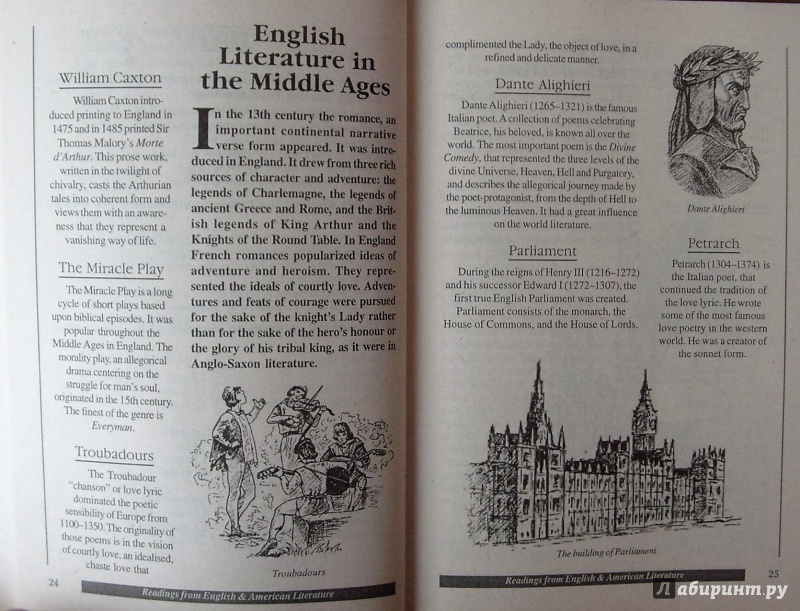 William Caxton
William Caxton intro-
duced printing to England in
1475 and in 1485 printed Sir
Thomas Malory's Morte
d'Arthur. This prose work,
written in the twilight of
chivalry, casts the Arthurian
tales into coherent form and
views them with an aware-
ness that they represent a
vanishing way of life.
The Miracle Play
The Miracle Play is a long
cycle of short plays based
upon biblical episodes. It was
popular throughout the
Middle Ages in England. The
morality play, an allegorical
drama centering on the
struggle for man's soul,
originated in the 15th century.
The finest of the genre is
Everyman.
Troubadours
The Troubadour
"chanson" or love lyric
dominated the poetic
sensibility of Europe from
1100–1350. The originality of
those poems is in the vision
of courtly love, an idealised,
chaste love that
English
Literature in
the Middle Ages
In the 13th century the romance, an
important continental narrative
verse form appeared. It was intro-
duced in England. It drew from three rich
sources of character and adventure: the
legends of Charlemagne, the legends of
ancient Greece and Rome, and the Brit-
ish legends of King Arthur and the
Knights of the Round Table. In England
French romances popularized ideas of
adventure and heroism. They repre-
sented the ideals of courtly love. Adven-
tures and feats of courage were pursued
for the sake of the knight's Lady rather
than for the sake of the hero's honour or
the glory of his tribal king, as it were in
Anglo-Saxon literature.
Troubadours
24
Readings from English & American Literature
complimented the Lady, the object of love, in a
refined and delicate manner.
Dante Alighieri
Dante Alighieri (1265–1321) is the famous
Italian poet. A collection of poems celebrating
Beatrice, his beloved, is known all over the
world. The most important poem is the Divine
Comedy, that represented the three levels of the
divine Universe, Heaven, Hell and Purgatory,
and describes the allegorical journey made by
the poet-protagonist, from the depth of Hell to
the luminous Heaven. It had a great influence
on the world literature.
Dante Alighieri
Parliament
During the reigns of Henry III (1216–1272)
and his successor Edward I (1272–1307), the
first true English Parliament was created.
Parliament consists of the monarch, the
House of Commons, and the House of Lords.
Petrarch
Petrarch (1304–1374) is
the Italian poet, that
continued the tradition of
the love lyric. He wrote
some of the most famous
love poetry in the western
world. He was a creator of
the sonnet form.
The building of Parliament
Readings from English & American Literature
25
Лабиринт.ру